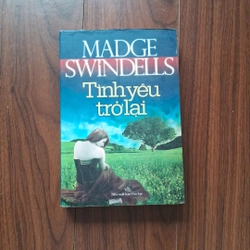 MADGE
SWINDELLS
Tình yêu
trở lại